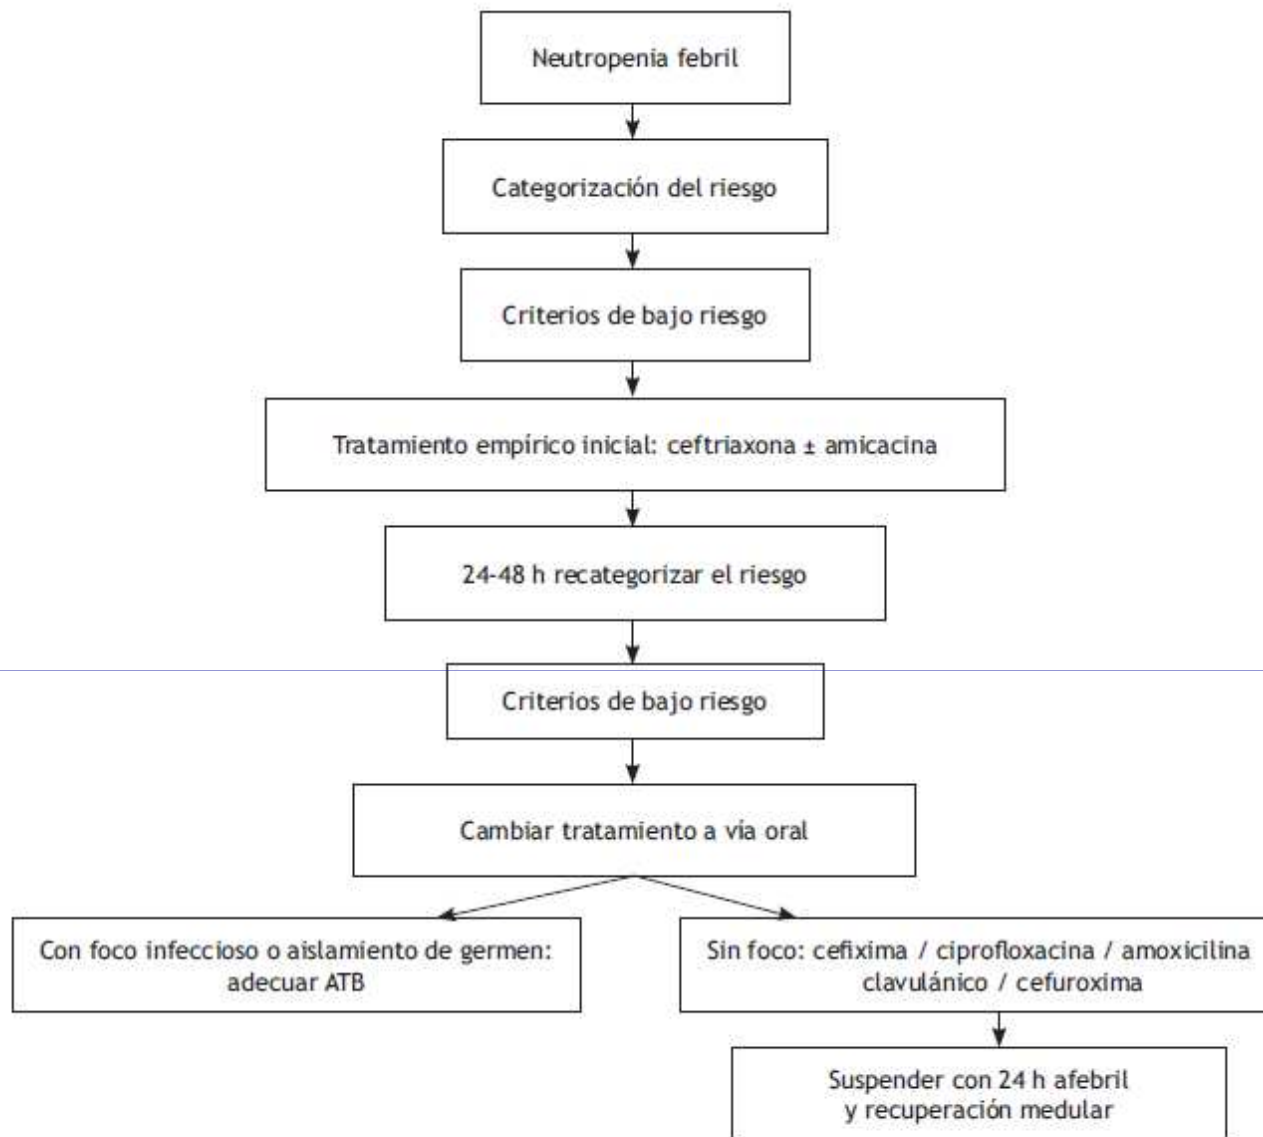 Neutropenia febril
Categorización del riesgo
Criterios de bajo riesgo
Tratamiento empírico inicial: ceftriaxona ± amicacina
24-48 h recategorizar el riesgo
Criterios de bajo riesgo
Cambiar tratamiento a vía oral
Con foco infeccioso o aislamiento de germen:
adecuar ATB
Sin foco: cefixima / ciprofloxacina / amoxicilina
clavulánico / cefuroxima
Suspender con 24 h afebril
y recuperación medular